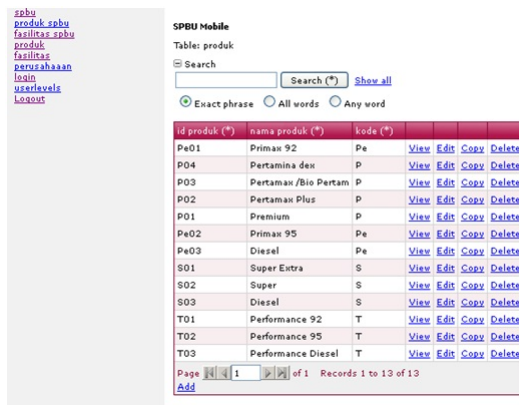 spbu
produk spbu
fasilitas spbu
produk
fasilitas
perusahaaan
login
userlevels
Logout
SPBU Mobile
Table: produk
Search
Search (*) Show all
Exact phrase All words Any word
id produk (*) nama produk (*) kode (*)
Pe01 Primax 92 Pe View Edit Copy Delete
P04 Pertamina dex P View Edit Copy Delete
P03 Pertamax /Bio Pertam P View Edit Copy Delete
P02 Pertamax Plus P View Edit Copy Delete
P01 Premium P View Edit Copy Delete
Pe02 Primax 95 Pe View Edit Copy Delete
Pe03 Diesel Pe View Edit Copy Delete
S01 Super Extra S View Edit Copy Delete
S02 Super S View Edit Copy Delete
S03 Diesel S View Edit Copy Delete
T01 Performance 92 T View Edit Copy Delete
T02 Performance 95 T View Edit Copy Delete
T03 Performance Diesel T View Edit Copy Delete
Page 1 of 1 Records 1 to 13 of 13
Add